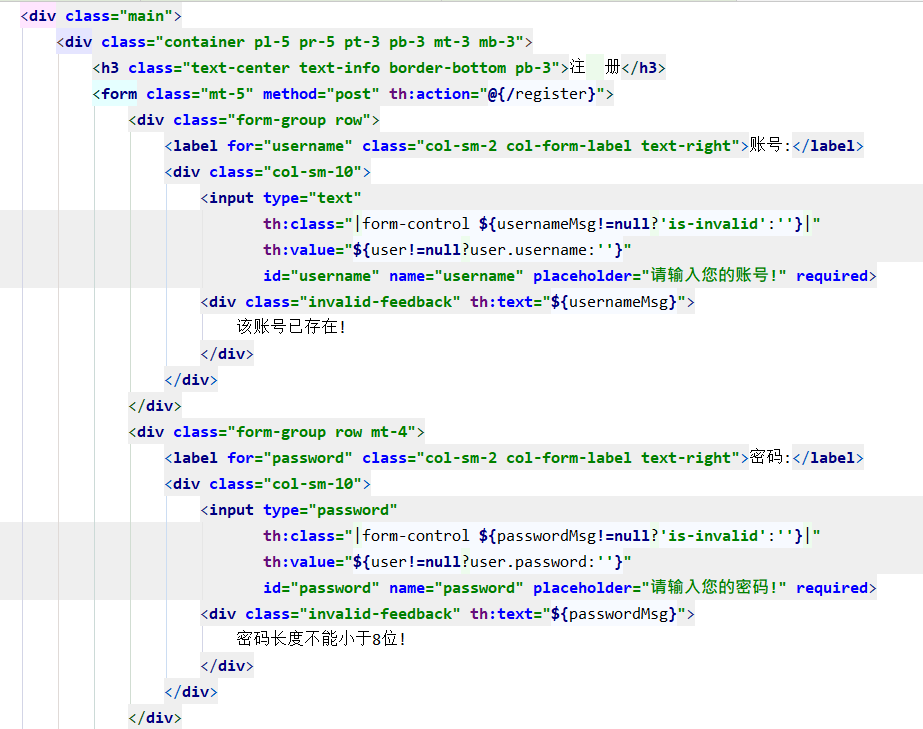 <div class="main">
<div class="container pl-5 pr-5 pt-3 pb-3 mt-3 mb-3">
<h3 class="text-center text-info border-bottom pb-3">注  册</h3>
<form class="mt-5" method="post" th:action="@{/register}">
<div class="form-group row">
<label for="username" class="col-sm-2 col-form-label text-right">账号:</label>
<div class="col-sm-10">
<input type="text"
th:class="|form-control ${usernameMsg!=null?'is-invalid':''}|"
th:value="${user!=null?user.username:''}"
id="username" name="username" placeholder="请输入您的账号!" required>
<div class="invalid-feedback" th:text="${usernameMsg}">
该账号已存在!
</div>
</div>
</div>
<div class="form-group row mt-4">
<label for="password" class="col-sm-2 col-form-label text-right">密码:</label>
<div class="col-sm-10">
<input type="password"
th:class="|form-control ${passwordMsg!=null?'is-invalid':''}|"
th:value="${user!=null?user.password:''}"
id="password" name="password" placeholder="请输入您的密码!" required>
<div class="invalid-feedback" th:text="${passwordMsg}">
密码长度不能小于8位!
</div>
</div>
</div>